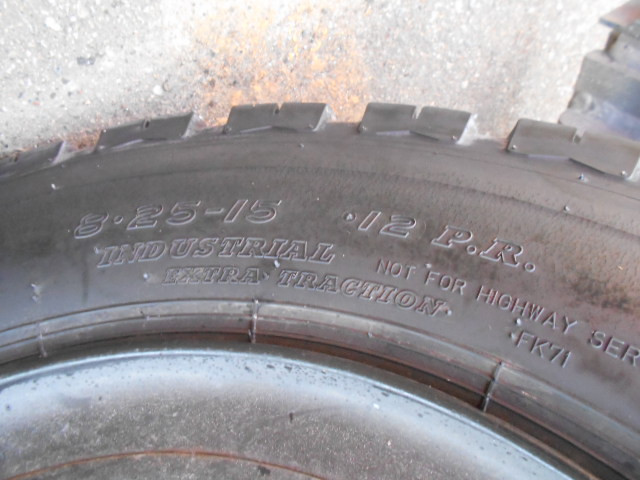 8·25-15 ·12 P.R.
INDUSTRIAL
EXTRA TRACTION
NOT FOR HIGHWAY SER
FK71